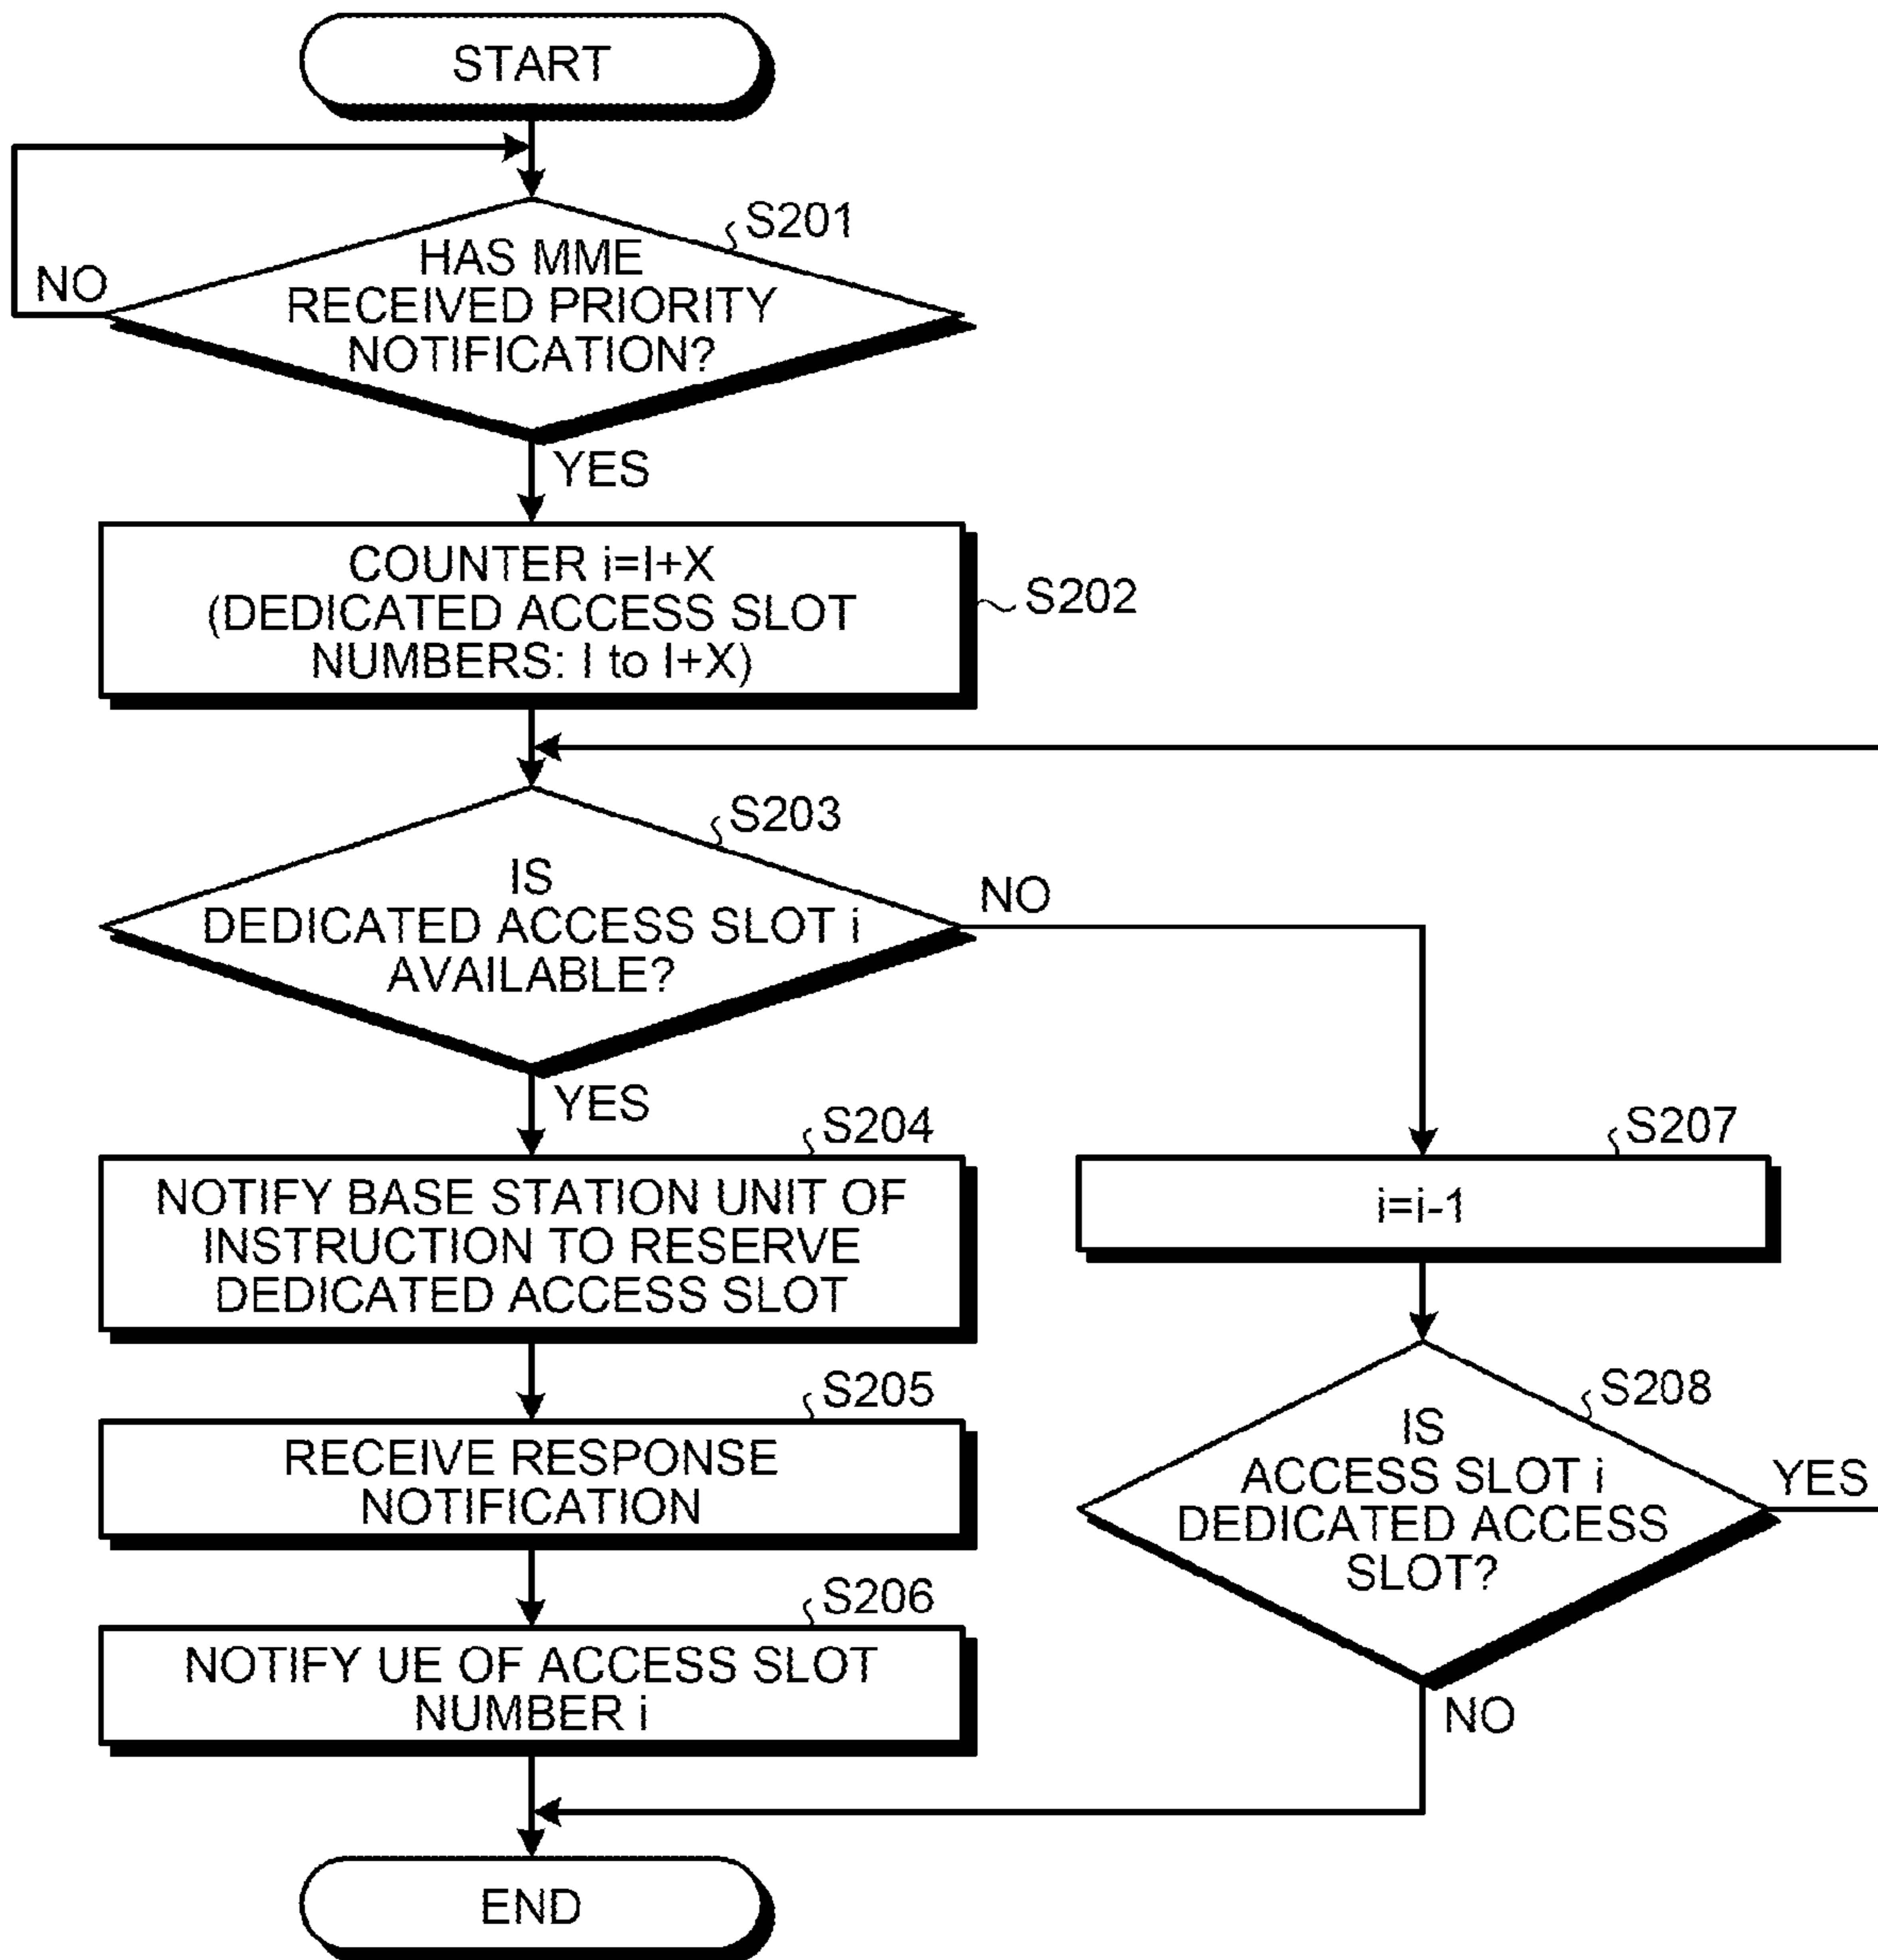 START
S201
HAS MME
RECEIVED PRIORITY
NOTIFICATION?
NO
YES
COUNTER i=I+X
(DEDICATED ACCESS SLOT
NUMBERS: I to I+X)
S202
S203
IS
DEDICATED ACCESS SLOT i
AVAILABLE?
NO
YES
S204
NOTIFY BASE STATION UNIT OF
INSTRUCTION TO RESERVE
DEDICATED ACCESS SLOT
S205
RECEIVE RESPONSE
NOTIFICATION
S206
NOTIFY UE OF ACCESS SLOT
NUMBER i
S207
i=i-1
S208
IS
ACCESS SLOT i
DEDICATED ACCESS
SLOT?
YES
NO
END